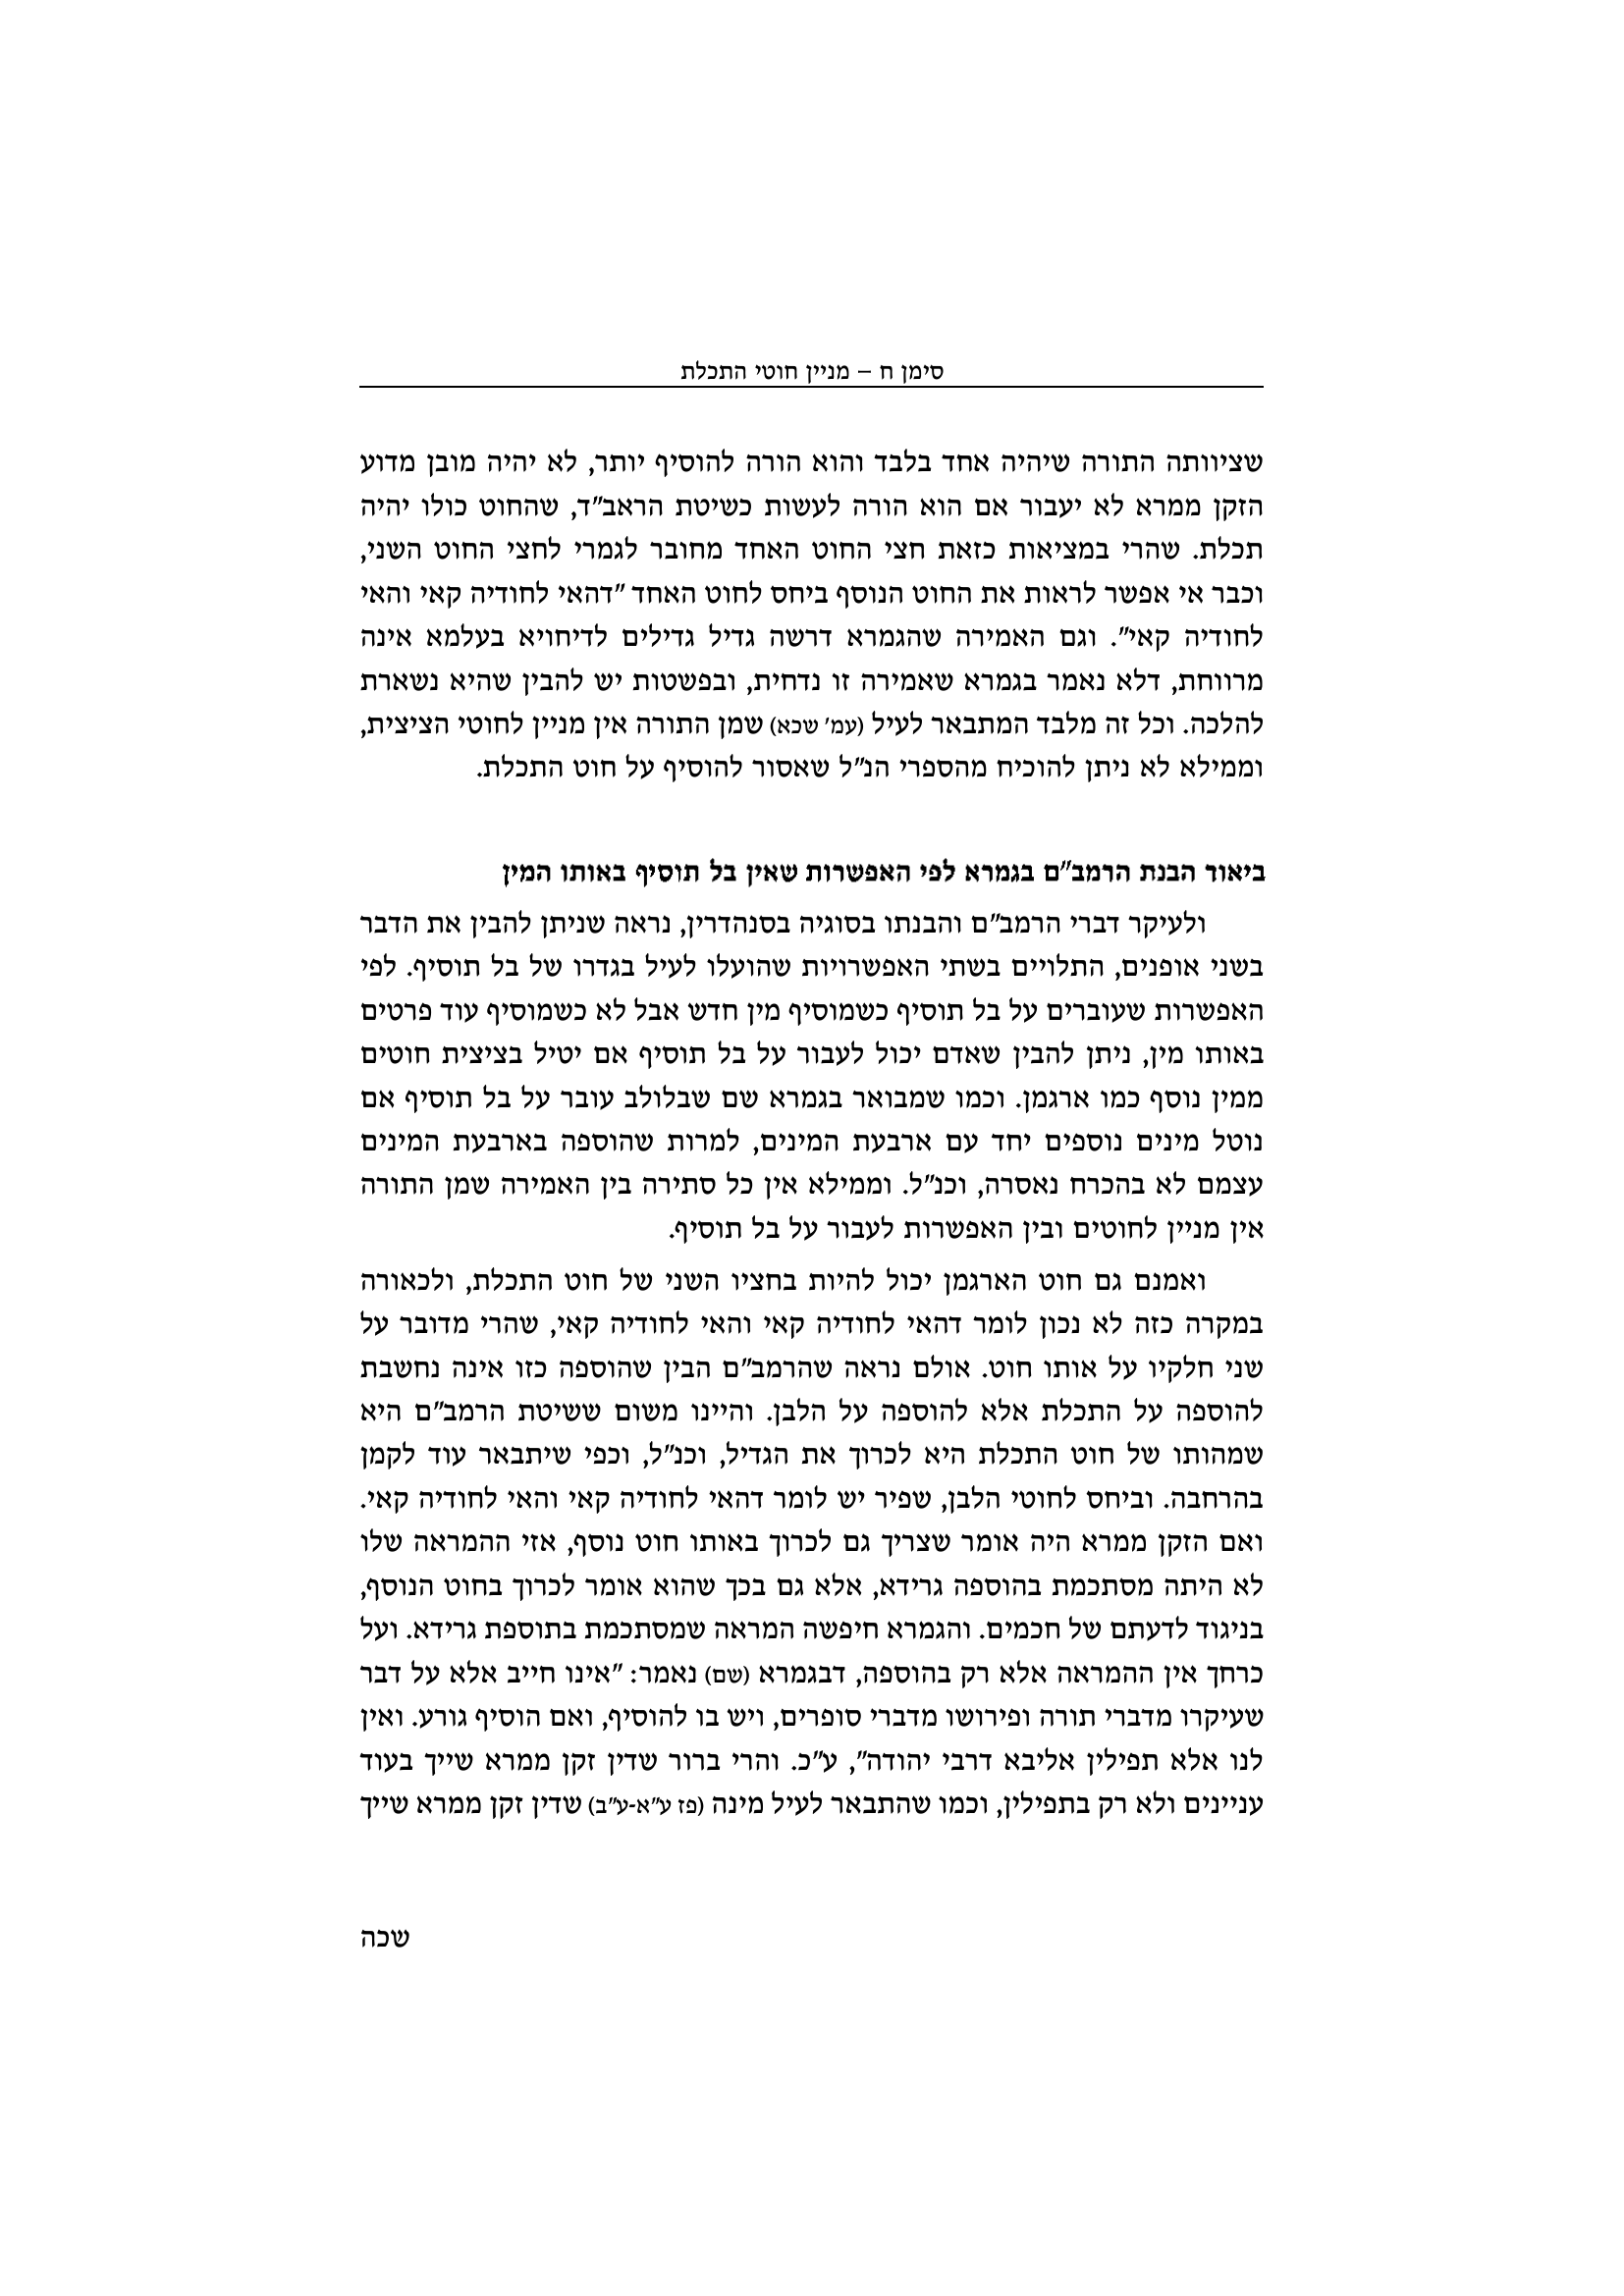 סימן ח – מניין חוטי התכלת
שציוותה התורה שיהיה אחד בלבד והוא הורה להוסיף יותר, לא יהיה מובן מדוע
הזקן ממרא לא יעבור אם הוא הורה לעשות כשיטת הראב"ד, שהחוט כולו יהיה
תכלת. שהרי במציאות כזאת חצי החוט האחד מחובר לגמרי לחצי החוט השני,
וכבר אי אפשר לראות את החוט הנוסף ביחס לחוט האחד "דהאי לחודיה קאי והאי
לחודיה קאי". וגם האמירה שהגמרא דרשה גדיל גדילים לדיחויא בעלמא אינה
מרווחת, דלא נאמר בגמרא שאמירה זו נדחית, ובפשטות יש להבין שהיא נשארת
להלכה. וכל זה מלבד המתבאר לעיל (עמ' שכא) שמן התורה אין מניין לחוטי הציצית,
וממילא לא ניתן להוכיח מהספרי הנ"ל שאסור להוסיף על חוט התכלת.
ביאור הבנת הרמב"ם בגמרא לפי האפשרות שאין בל תוסיף באותו המין
ולעיקר דברי הרמב"ם והבנתו בסוגיה בסנהדרין, נראה שניתן להבין את הדבר
בשני אופנים, התלויים בשתי האפשרויות שהועלו לעיל בגדרו של בל תוסיף. לפי
האפשרות שעוברים על בל תוסיף כשמוסיף מין חדש אבל לא כשמוסיף עוד פרטים
באותו מין, ניתן להבין שאדם יכול לעבור על בל תוסיף אם יטיל בציצית חוטים
ממין נוסף כמו ארגמן. וכמו שמבואר בגמרא שם שבלולב עובר על בל תוסיף אם
נוטל מינים נוספים יחד עם ארבעת המינים, למרות שהוספה בארבעת המינים
עצמם לא בהכרח נאסרה, וכנ"ל. וממילא אין כל סתירה בין האמירה שמן התורה
אין מניין לחוטים ובין האפשרות לעבור על בל תוסיף.
ואמנם גם חוט הארגמן יכול להיות בחציו השני של חוט התכלת, ולכאורה
במקרה כזה לא נכון לומר דהאי לחודיה קאי והאי לחודיה קאי, שהרי מדובר על
שני חלקיו על אותו חוט. אולם נראה שהרמב"ם הבין שהוספה כזו אינה נחשבת
להוספה על התכלת אלא להוספה על הלבן. והיינו משום ששיטת הרמב"ם היא
שמהותו של חוט התכלת היא לכרוך את הגדיל, וכנ"ל, וכפי שיתבאר עוד לקמן
בהרחבה. וביחס לחוטי הלבן, שפיר יש לומר דהאי לחודיה קאי והאי לחודיה קאי.
ואם הזקן ממרא היה אומר שצריך גם לכרוך באותו חוט נוסף, אזי ההמראה שלו
לא היתה מסתכמת בהוספה גרידא, אלא גם בכך שהוא אומר לכרוך בחוט הנוסף,
בניגוד לדעתם של חכמים. והגמרא חיפשה המראה שמסתכמת בתוספת גרידא. ועל
כרחך אין ההמראה אלא רק בהוספה, דבגמרא (שם) נאמר: "אינו חייב אלא על דבר
שעיקרו מדברי תורה ופירושו מדברי סופרים, ויש בו להוסיף, ואם הוסיף גורע. ואין
לנו אלא תפילין אליבא דרבי יהודה", ע"כ. והרי ברור שדין זקן ממרא שייך בעוד
עניינים ולא רק בתפילין, וכמו שהתבאר לעיל מינה (פז ע"א-ע"ב) שדין זקן ממרא שייך
שכה